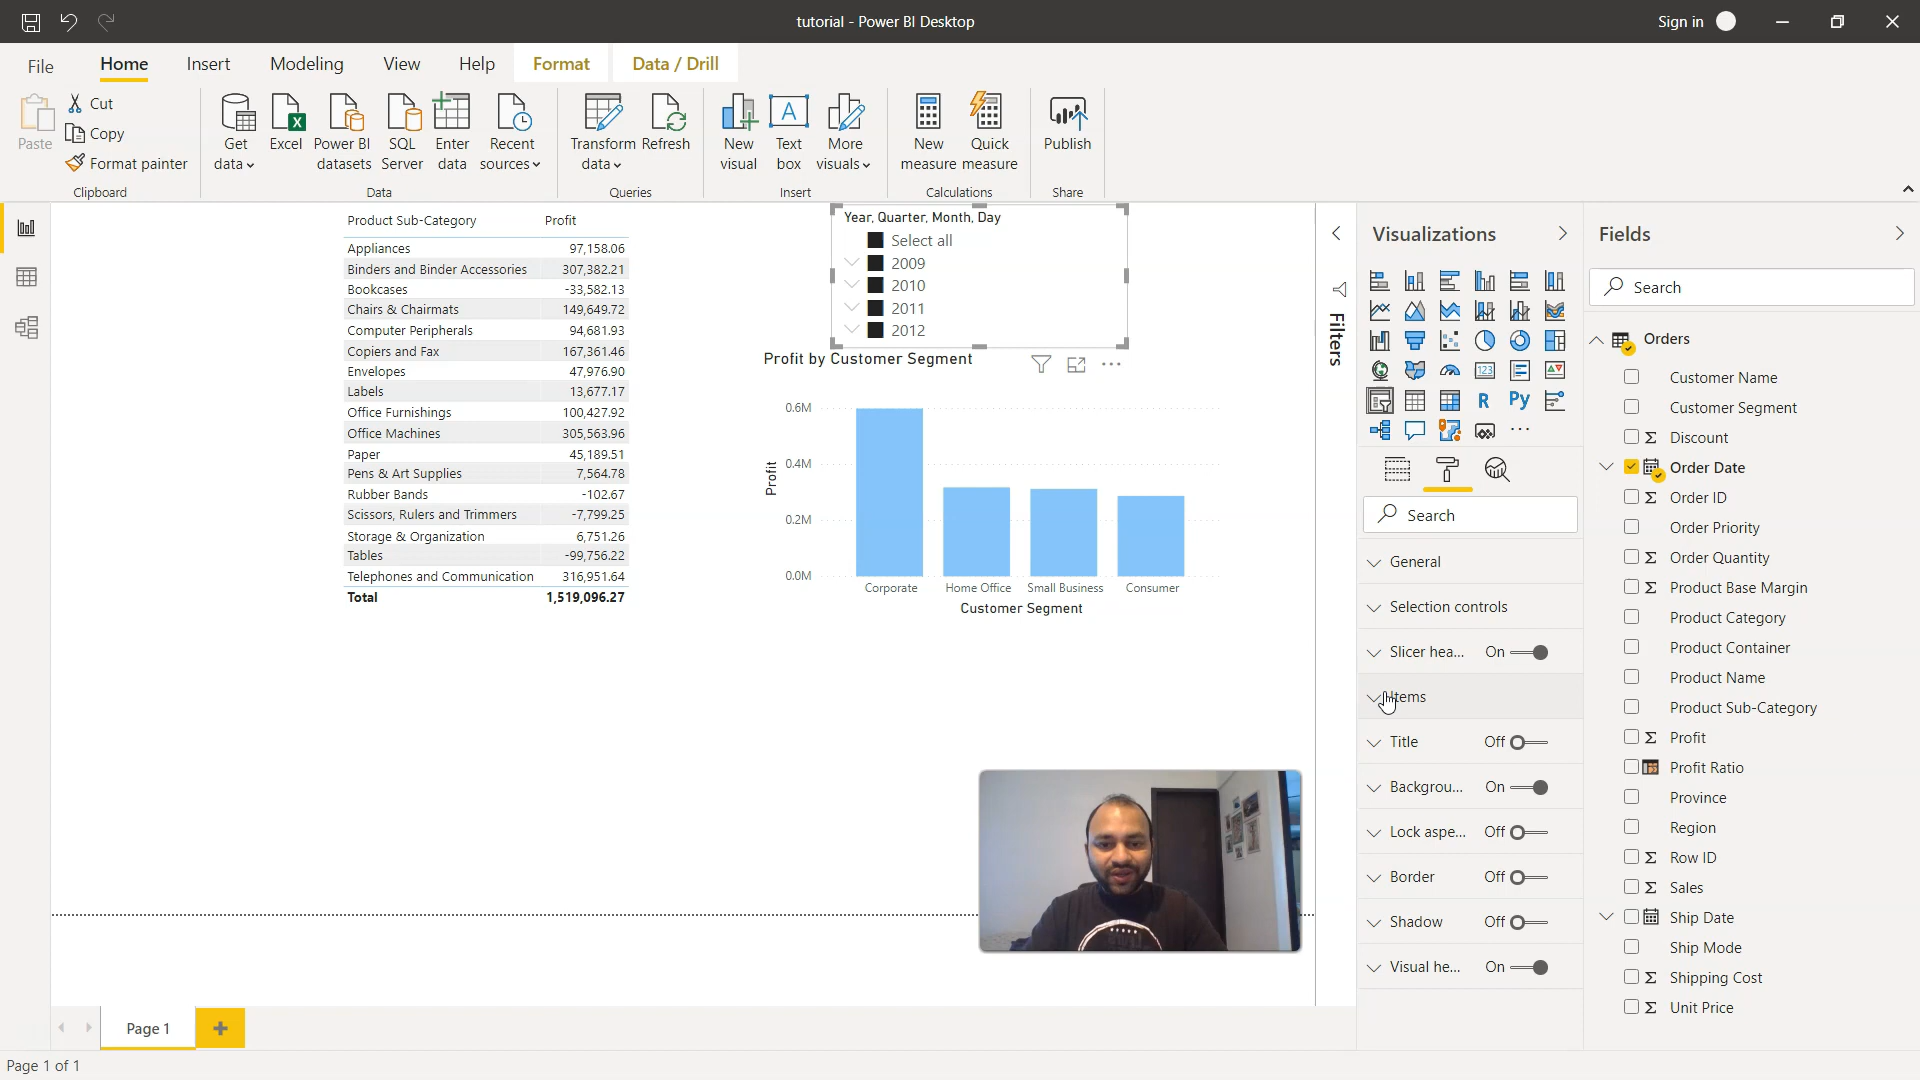 tutorial - Power BI Desktop
Sign in
File
Home
Insert
Modeling
View
Help
Format
Data / Drill
Paste
Cut
Copy
Format painter
Clipboard
Get data
Excel
Power BI datasets
SQL Server
Enter data
Recent sources
Data
Transform data
Refresh
Queries
New visual
A
Text box
More visuals
Insert
New measure
Quick measure
Calculations
Publish
Share
Product Sub-Category Profit
Appliances 97,158.06
Binders and Binder Accessories 307,382.21
Bookcases -33,582.13
Chairs & Chairmats 149,649.72
Computer Peripherals 94,681.93
Copiers and Fax 167,361.46
Envelopes 47,976.90
Labels 13,677.17
Office Furnishings 100,427.92
Office Machines 305,563.96
Paper 45,189.51
Pens & Art Supplies 7,564.78
Rubber Bands -102.67
Scissors, Rulers and Trimmers -7,799.25
Storage & Organization 6,751.26
Tables -99,756.22
Telephones and Communication 316,951.64
Total 1,519,096.27
Year, Quarter, Month, Day
Select all
2009
2010
2011
2012
Profit by Customer Segment
0.6M
0.4M
0.2M
0.0M
Profit
Corporate Home Office Small Business Consumer
Customer Segment
Filters
Visualizations
123
R
Py
Search
General
Selection controls
Slicer hea... On
Items
Title Off
Backgrou... On
Lock aspe... Off
Border Off
Shadow Off
Visual he... On
Fields
Search
Orders
Customer Name
Customer Segment
Σ Discount
Order Date
Σ Order ID
Order Priority
Σ Order Quantity
Σ Product Base Margin
Product Category
Product Container
Product Name
Product Sub-Category
Σ Profit
Profit Ratio
Province
Region
Σ Row ID
Σ Sales
Ship Date
Ship Mode
Σ Shipping Cost
Σ Unit Price
Page 1
Page 1 of 1